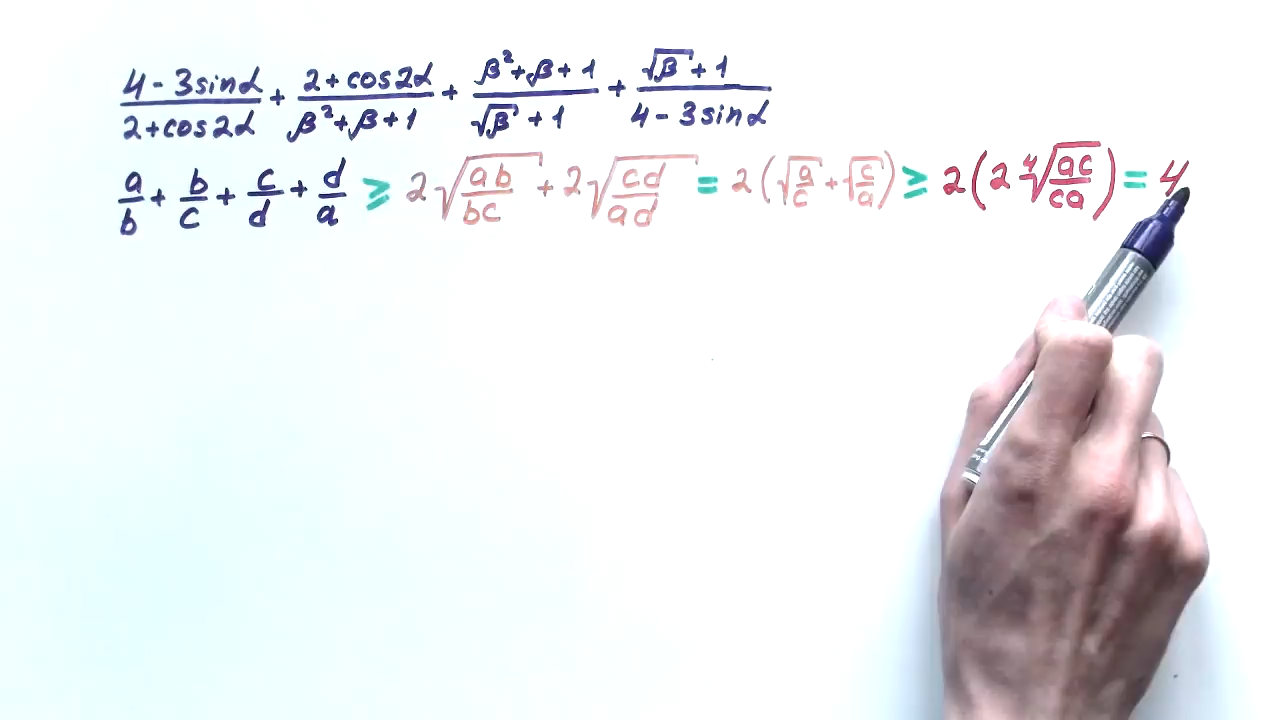 (4 - 3sinα)/(2+cos2α) + (2+cos2α)/(β²+β+1) + (β²+β+1)/(√β+1) + (√β+1)/(4 - 3sinα)
a/b + b/c + c/d + d/a ≥ 2√(ab/bc) + 2√(cd/ad) = 2(√(a/c) + √(c/a)) ≥ 2(2 ∜(ac/ca)) = 4